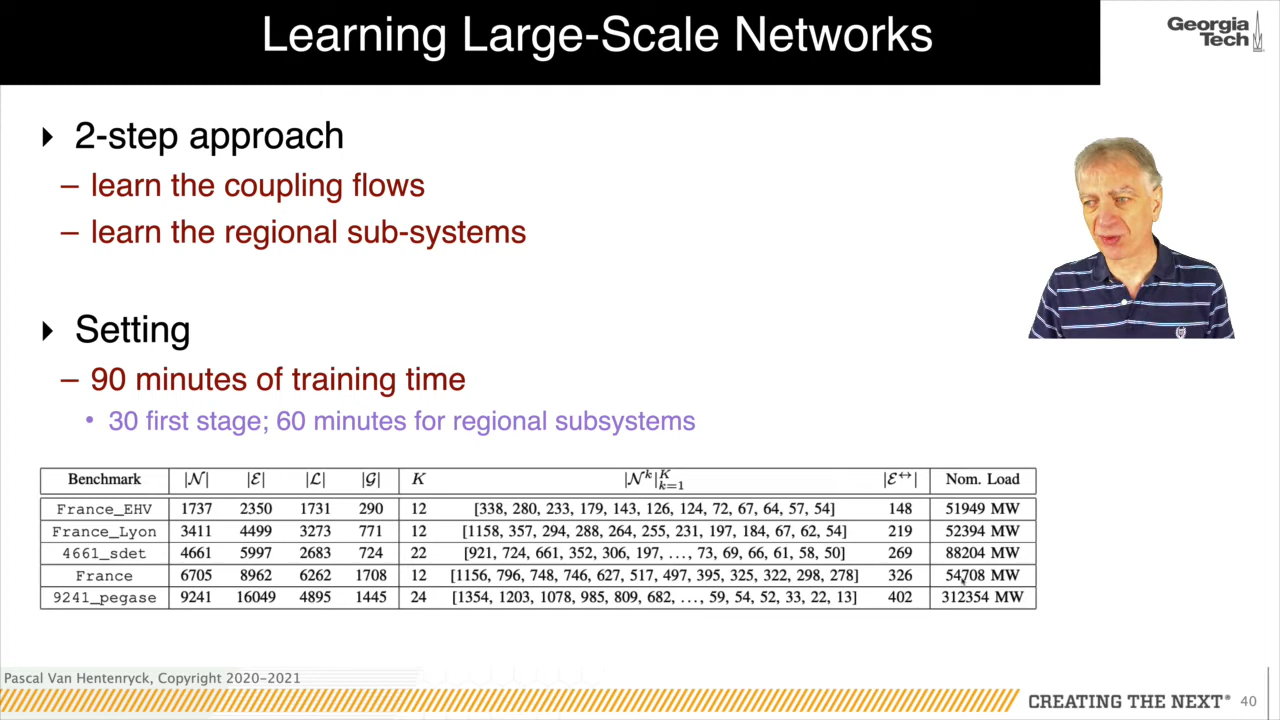 Learning Large-Scale Networks
Georgia
Tech
2-step approach
– learn the coupling flows
– learn the regional sub-systems
Setting
– 90 minutes of training time
• 30 first stage; 60 minutes for regional subsystems
Benchmark |𝒩| |ℰ| |ℒ| |𝒢| K |𝒩ᵏ|ᴷₖ₌₁ |ℰ↔| Nom. Load
France_EHV 1737 2350 1731 290 12 [338, 280, 233, 179, 143, 126, 124, 72, 67, 64, 57, 54] 148 51949 MW
France_Lyon 3411 4499 3273 771 12 [1158, 357, 294, 288, 264, 255, 231, 197, 184, 67, 62, 54] 219 52394 MW
4661_sdet 4661 5997 2683 724 22 [921, 724, 661, 352, 306, 197, ..., 73, 69, 66, 61, 58, 50] 269 88204 MW
France 6705 8962 6262 1708 12 [1156, 796, 748, 746, 627, 517, 497, 395, 325, 322, 298, 278] 326 54708 MW
9241_pegase 9241 16049 4895 1445 24 [1354, 1203, 1078, 985, 809, 682, ..., 59, 54, 52, 33, 22, 13] 402 312354 MW
Pascal Van Hentenryck, Copyright 2020-2021
CREATING THE NEXT® 40